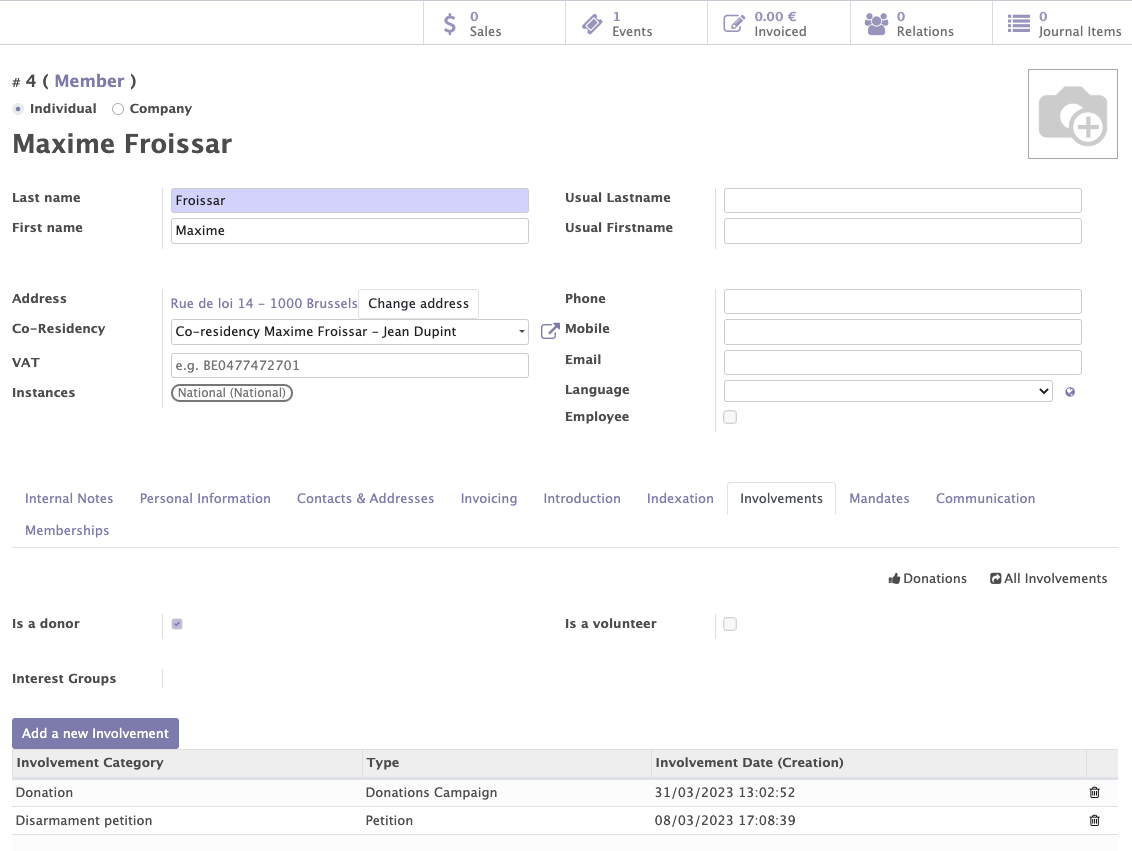 0 Sales
1 Events
0.00 € Invoiced
0 Relations
0 Journal Items
# 4 ( Member )
Individual Company
Maxime Froissar
Last name Froissar
First name Maxime
Usual Lastname
Usual Firstname
Address Rue de loi 14 - 1000 Brussels Change address
Co-Residency Co-residency Maxime Froissar - Jean Dupint
VAT e.g. BE0477472701
Instances National (National)
Phone
Mobile
Email
Language
Employee
Internal Notes Personal Information Contacts & Addresses Invoicing Introduction Indexation Involvements Mandates Communication
Memberships
Donations All Involvements
Is a donor Is a volunteer
Interest Groups
Add a new Involvement
Involvement Category Type Involvement Date (Creation)
Donation Donations Campaign 31/03/2023 13:02:52
Disarmament petition Petition 08/03/2023 17:08:39